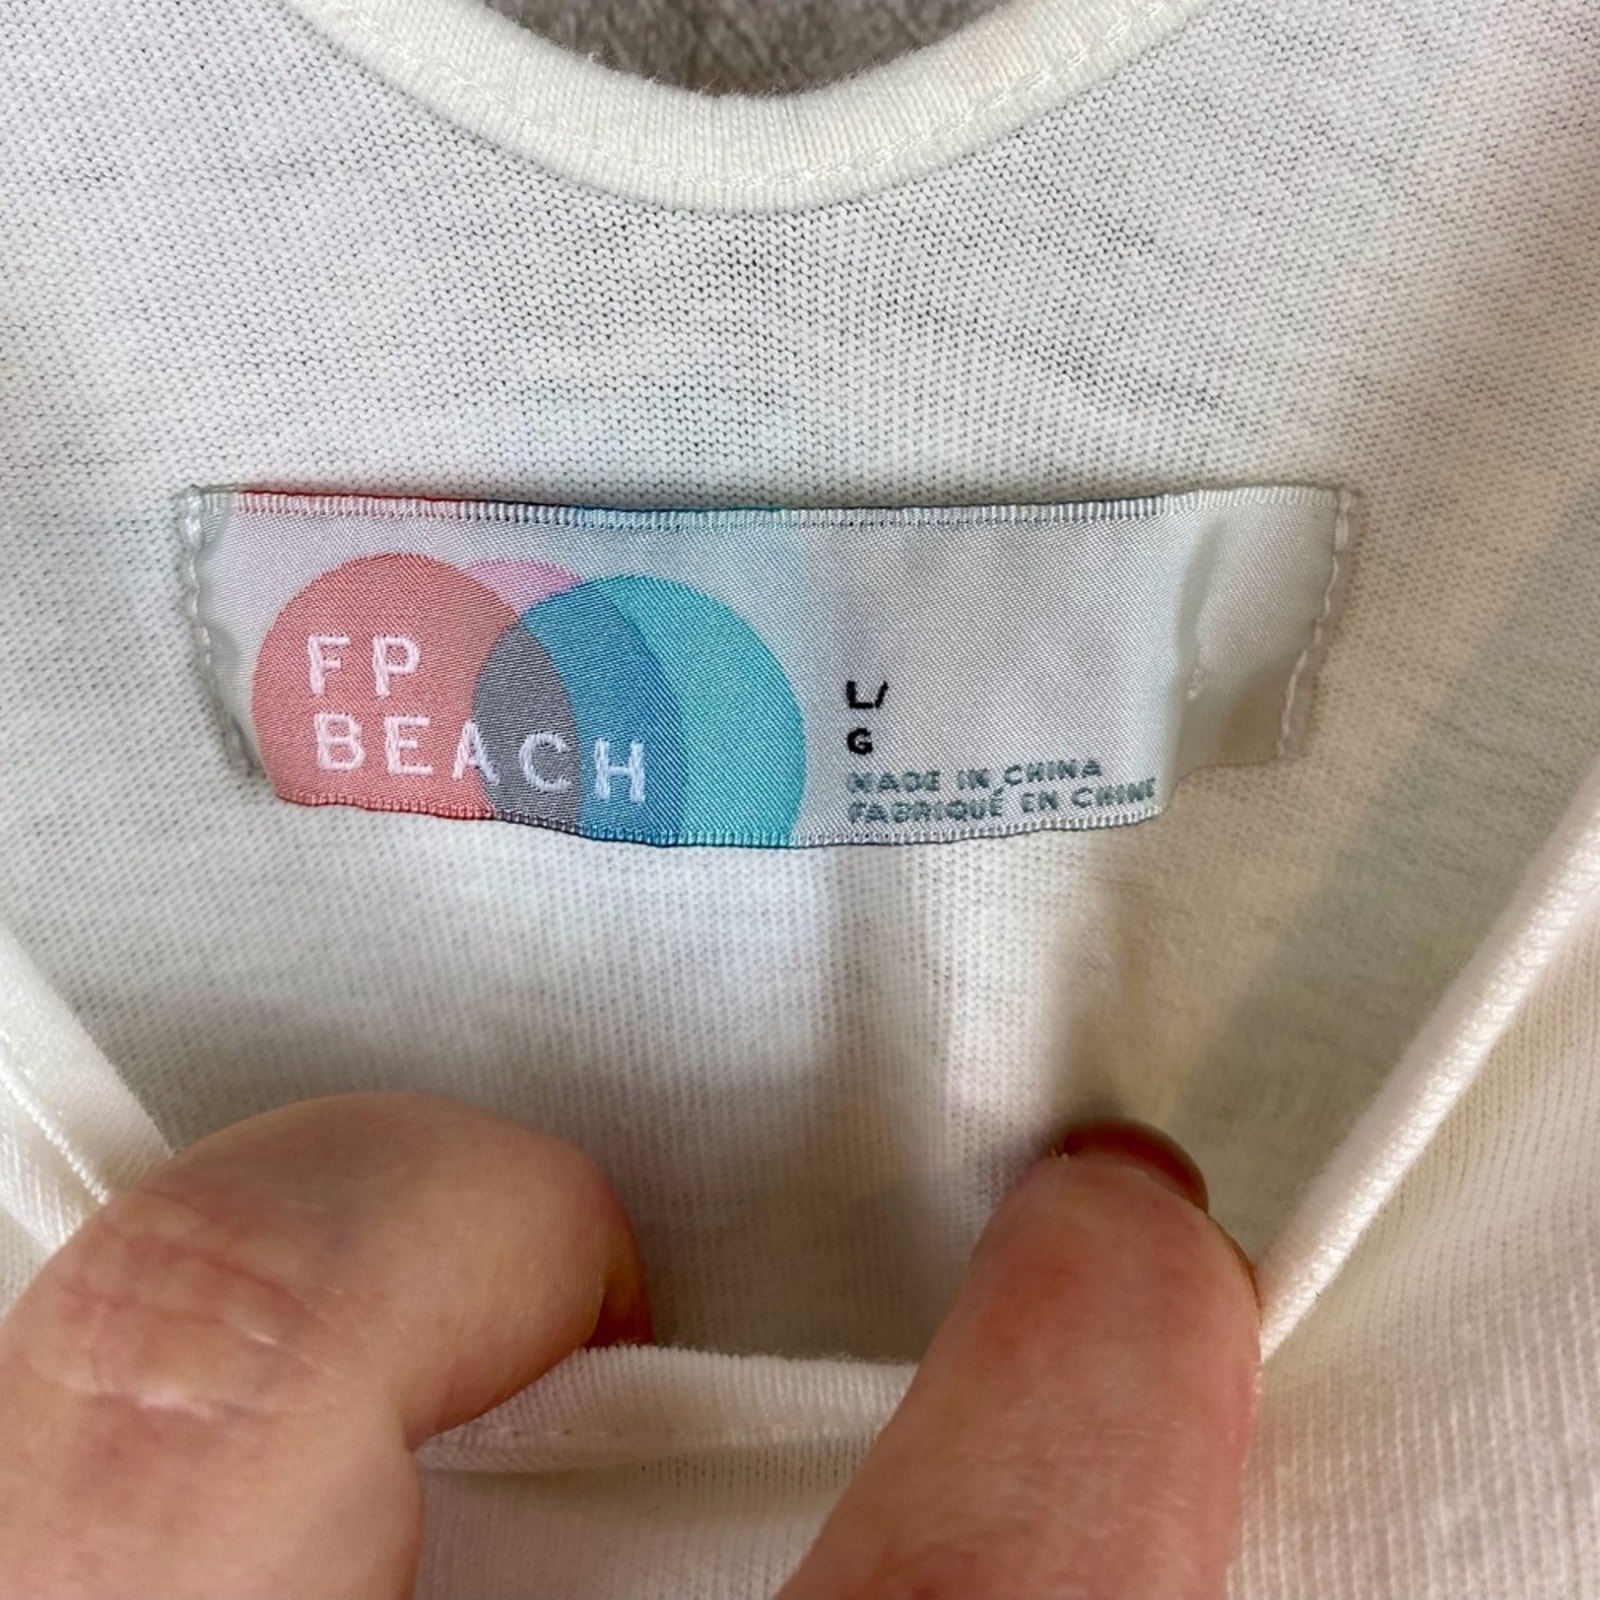 FP
BEACH
L/
G
MADE IN CHINA
FABRIQUÉ EN CHINE